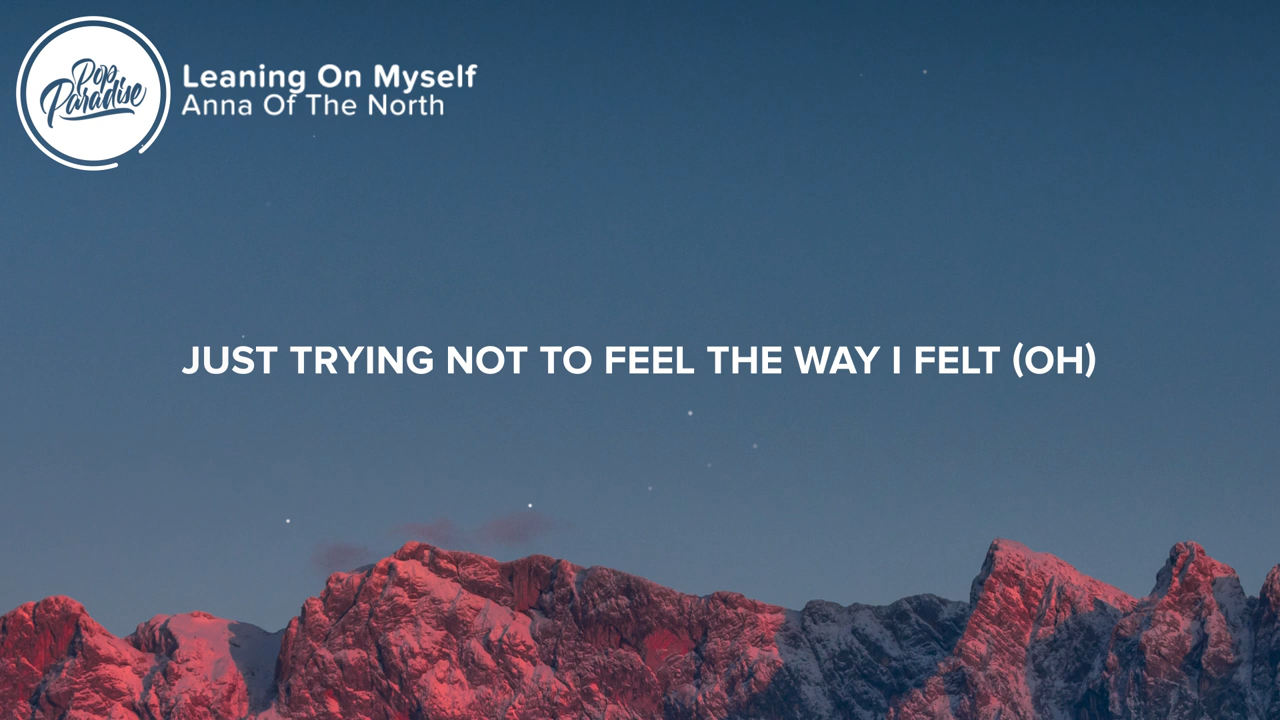 Pop
Paradise
Leaning On Myself
Anna Of The North
JUST TRYING NOT TO FEEL THE WAY I FELT (OH)